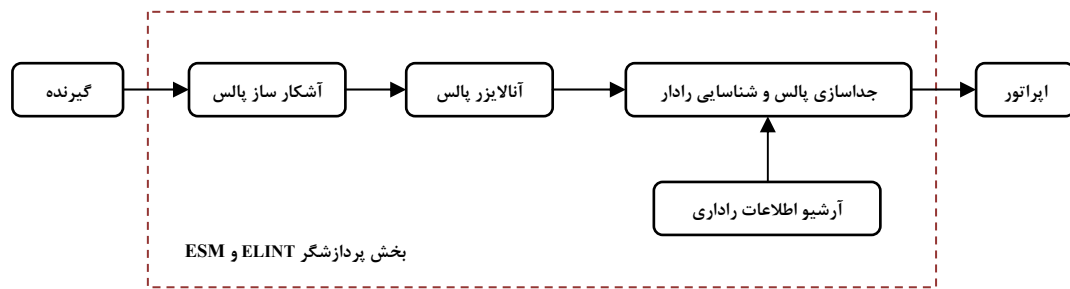 گیرنده
آشکار ساز پالس
آنالایزر پالس
جداسازی پالس و شناسایی رادار
اپراتور
آرشیو اطلاعات راداری
بخش پردازشگر ELINT و ESM